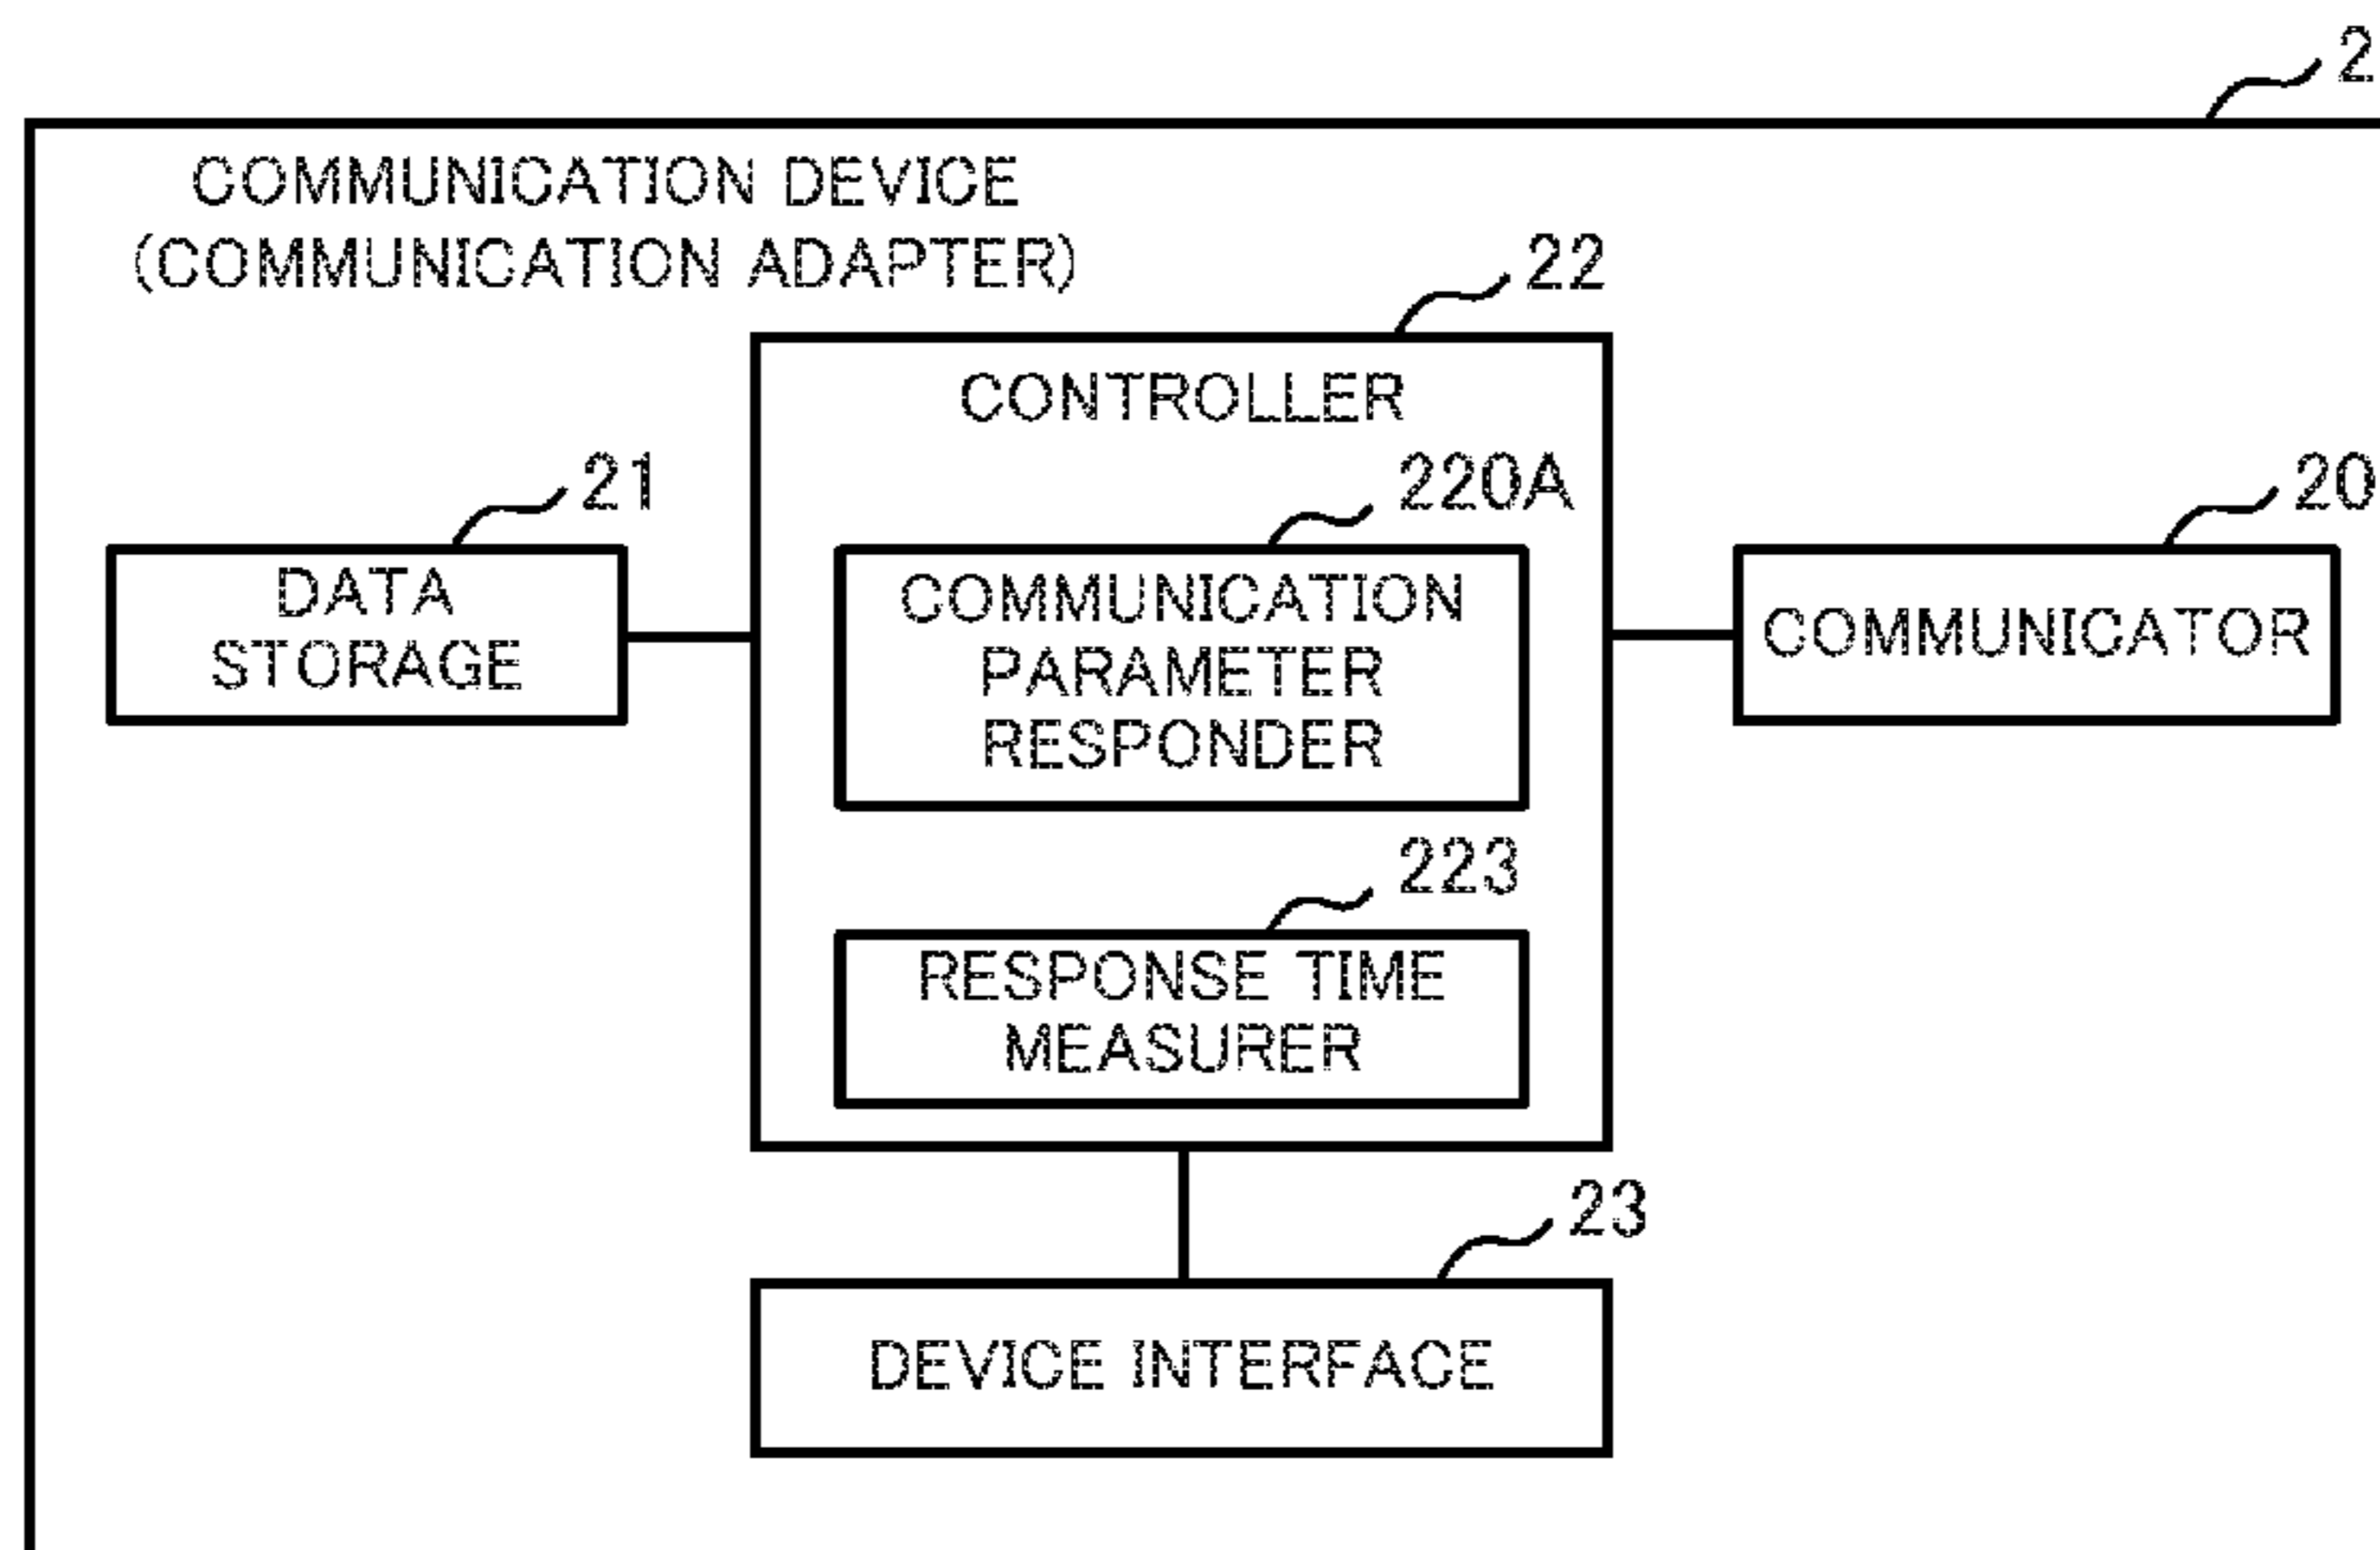 2
COMMUNICATION DEVICE
(COMMUNICATION ADAPTER)
22
CONTROLLER
21
220A
20
DATA
STORAGE
COMMUNICATION
PARAMETER
RESPONDER
COMMUNICATOR
223
RESPONSE TIME
MEASURER
23
DEVICE INTERFACE